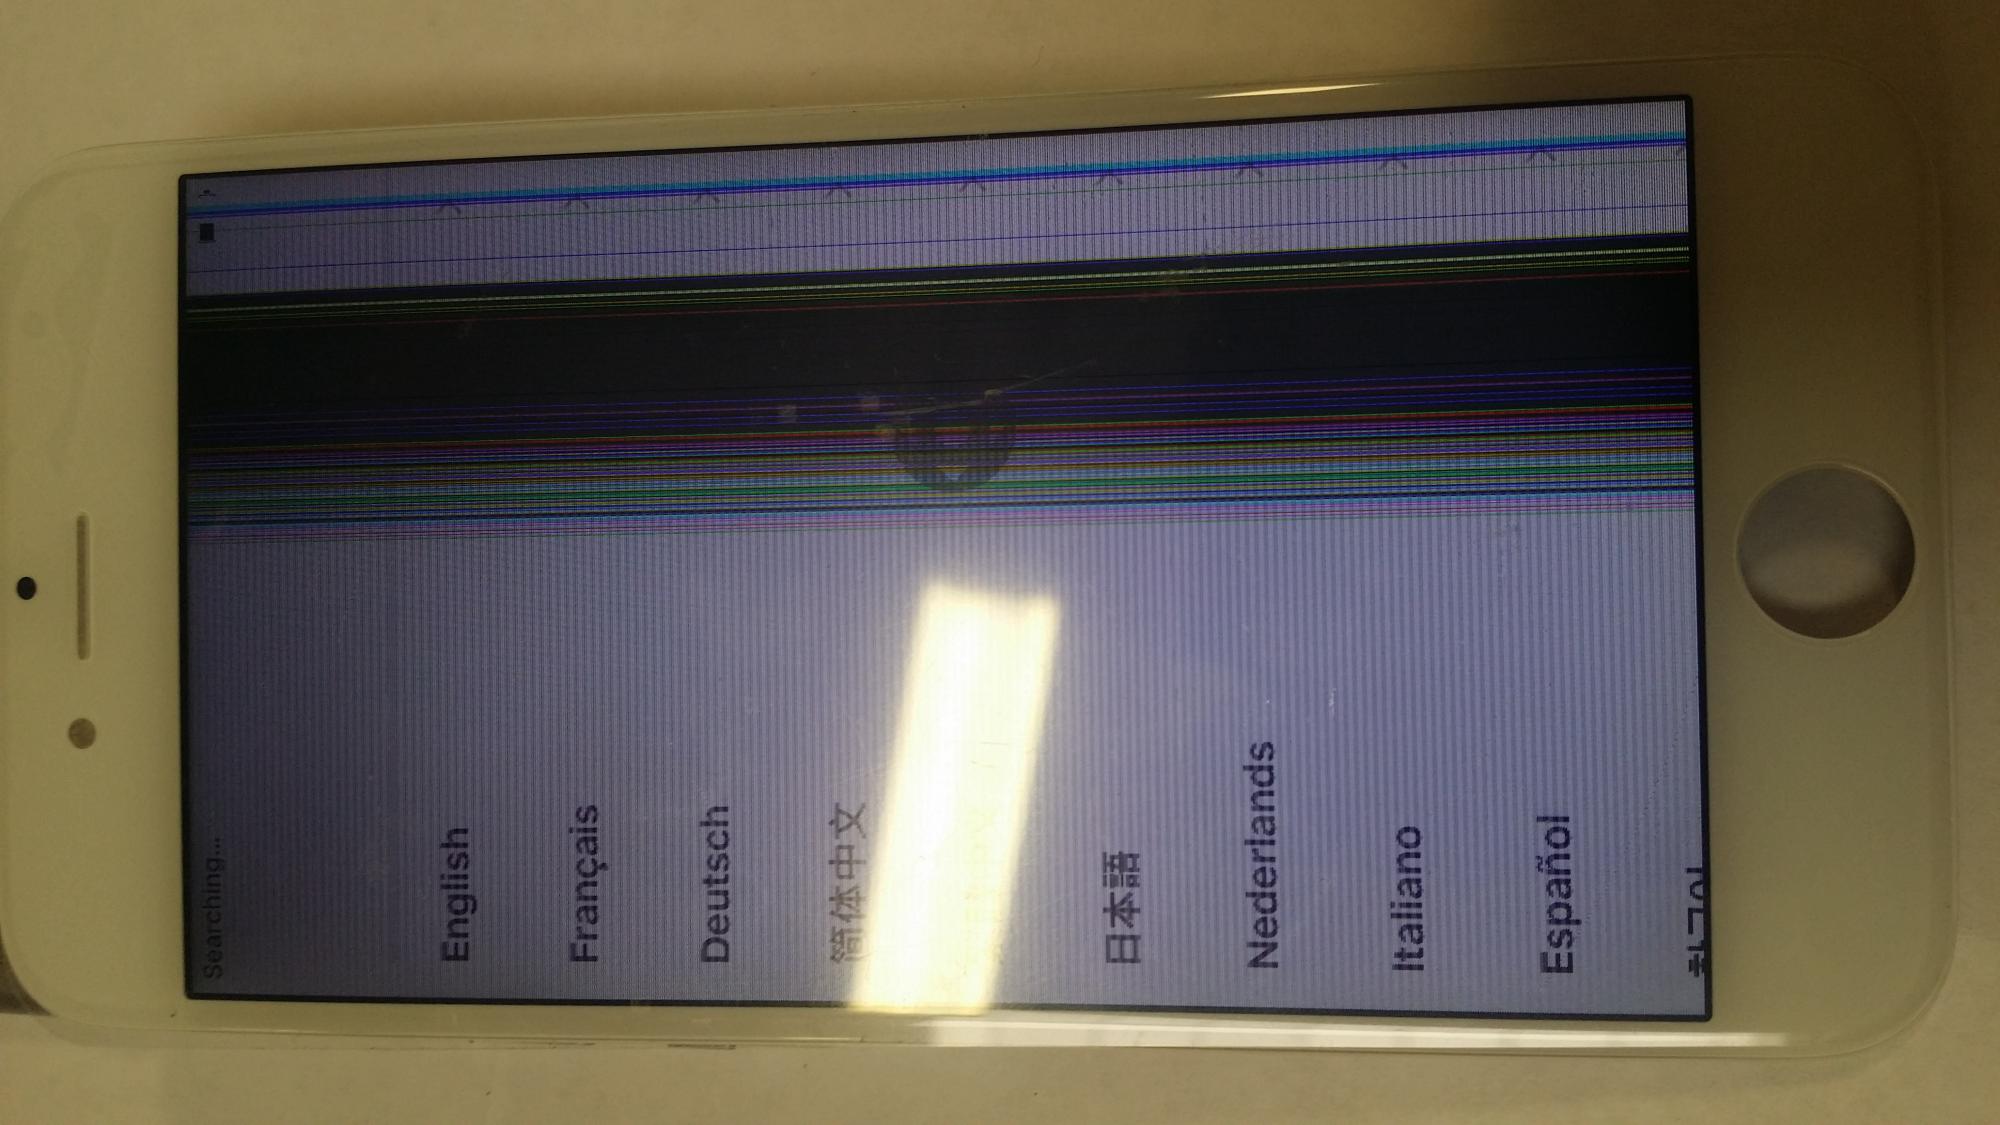 Searching...
English
Français
Deutsch
简体中文
日本語
Nederlands
Italiano
Español